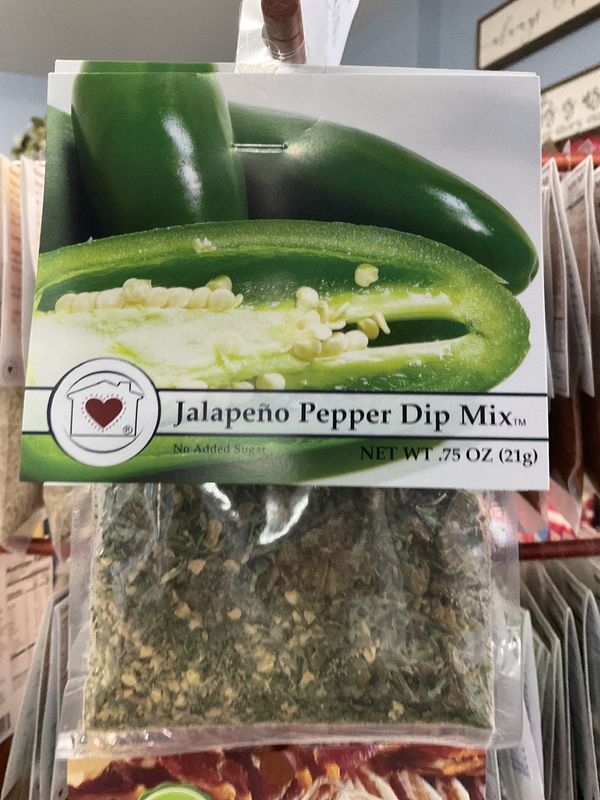 Jalapeño Pepper Dip Mix™
No Added Sugar
NET WT .75 OZ (21g)
®